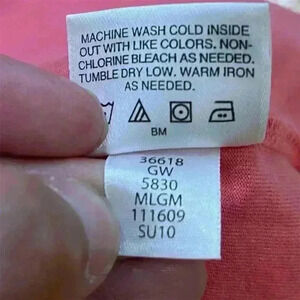 MACHINE WASH COLD INSIDE
OUT WITH LIKE COLORS. NON-
CHLORINE BLEACH AS NEEDED.
TUMBLE DRY LOW. WARM IRON
AS NEEDED.
BM
36618
GW
5830
MLGM
111609
SU10